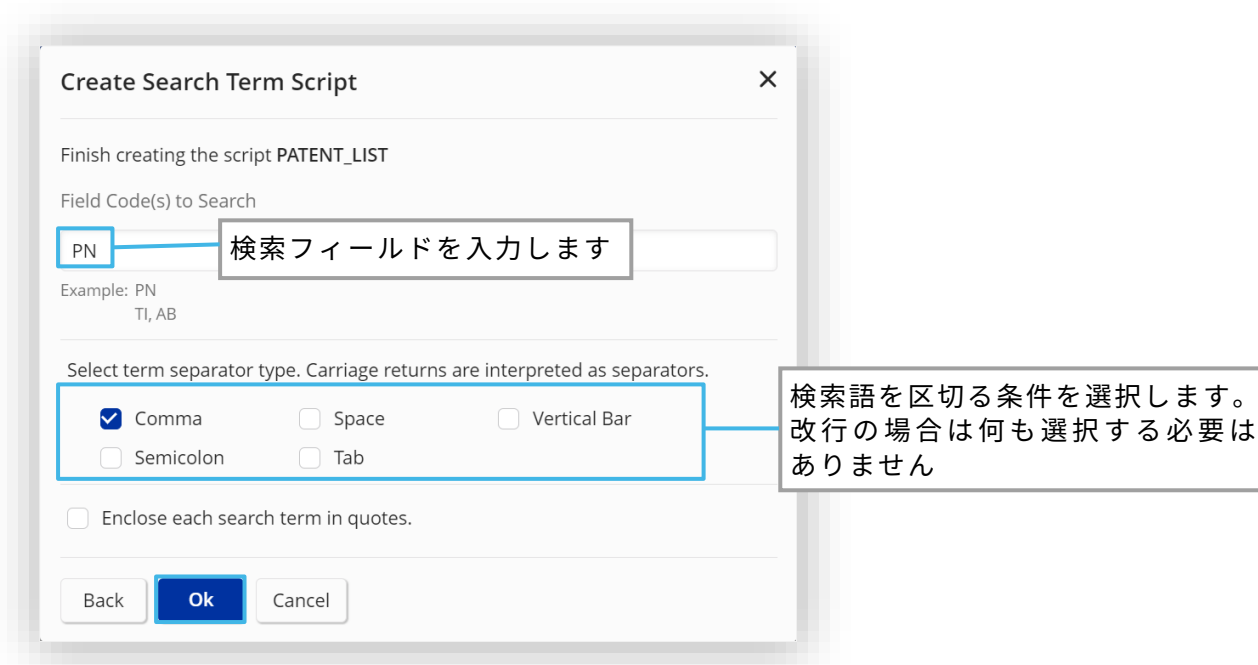 Create Search Term Script
Finish creating the script PATENT_LIST
Field Code(s) to Search
PN
検索フィールドを入力します
Example: PN
TI, AB
Select term separator type. Carriage returns are interpreted as separators.
Comma
Space
Vertical Bar
Semicolon
Tab
検索語を区切る条件を選択します。
改行の場合は何も選択する必要は
ありません
Enclose each search term in quotes.
Back
Ok
Cancel